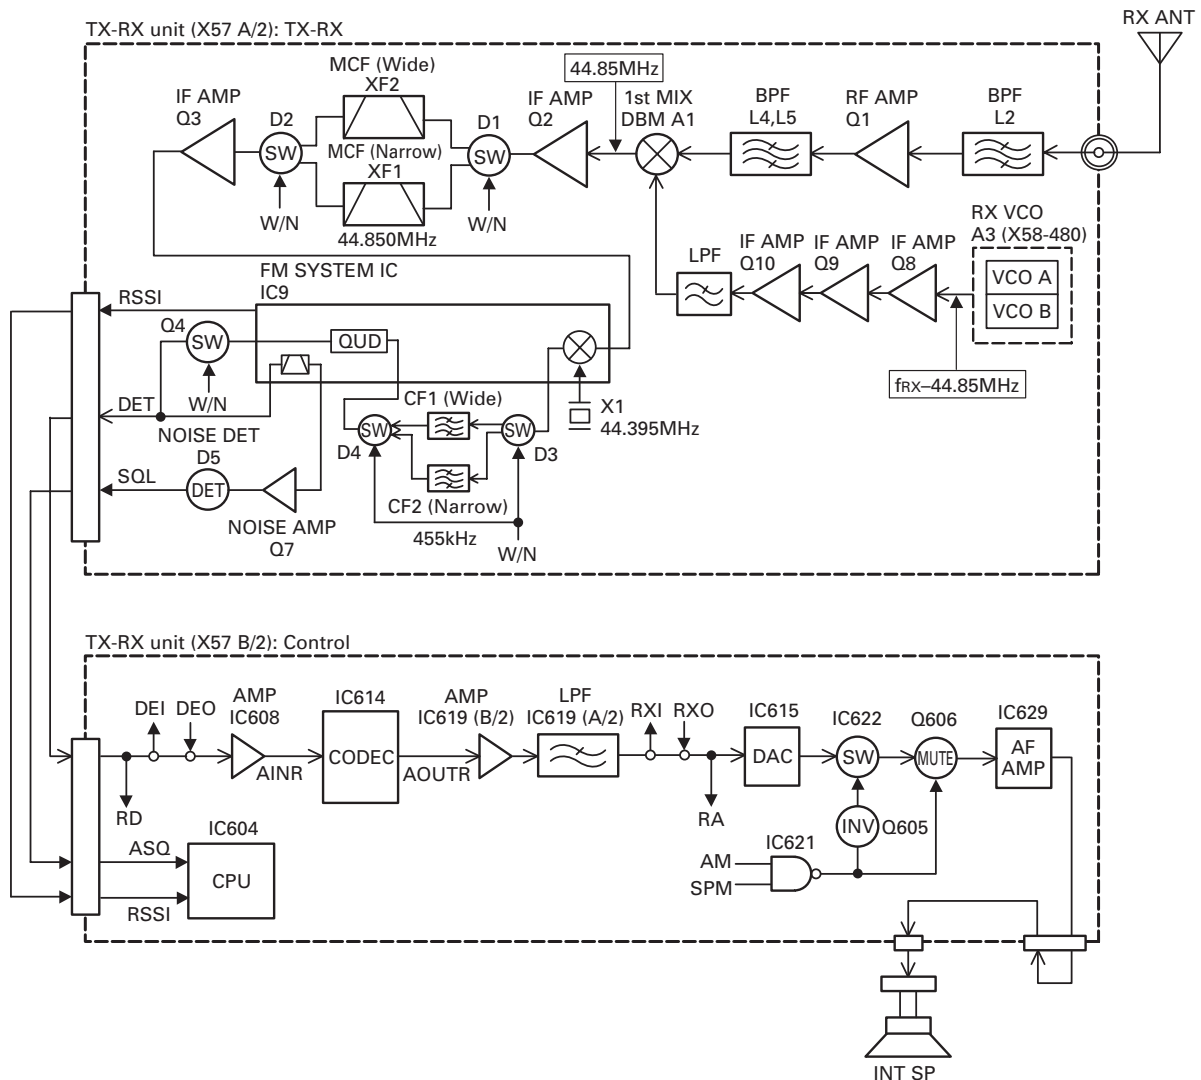 RX ANT
TX-RX unit (X57 A/2): TX-RX
MCF (Wide)
XF2
44.85MHz
IF AMP
Q3
D2
SW
W/N
MCF (Narrow)
XF1
44.850MHz
D1
SW
W/N
IF AMP
Q2
1st MIX
DBM A1
BPF
L4,L5
RF AMP
Q1
BPF
L2
RX VCO
A3 (X58-480)
VCO A
VCO B
IF AMP
Q8
IF AMP
Q9
IF AMP
Q10
LPF
fRX–44.85MHz
FM SYSTEM IC
IC9
RSSI
Q4
SW
W/N
QUD
DET
NOISE DET
D5
DET
SQL
NOISE AMP
Q7
CF1 (Wide)
SW
D4
SW
D3
CF2 (Narrow)
455kHz
W/N
X1
44.395MHz
TX-RX unit (X57 B/2): Control
DEI
DEO
AMP
IC608
AINR
RD
IC614
CODEC
AOUTR
AMP
IC619 (B/2)
LPF
IC619 (A/2)
RXI
RXO
RA
IC615
DAC
IC622
SW
Q606
MUTE
IC629
AF
AMP
INV
Q605
IC621
AM
SPM
IC604
CPU
ASQ
RSSI
INT SP